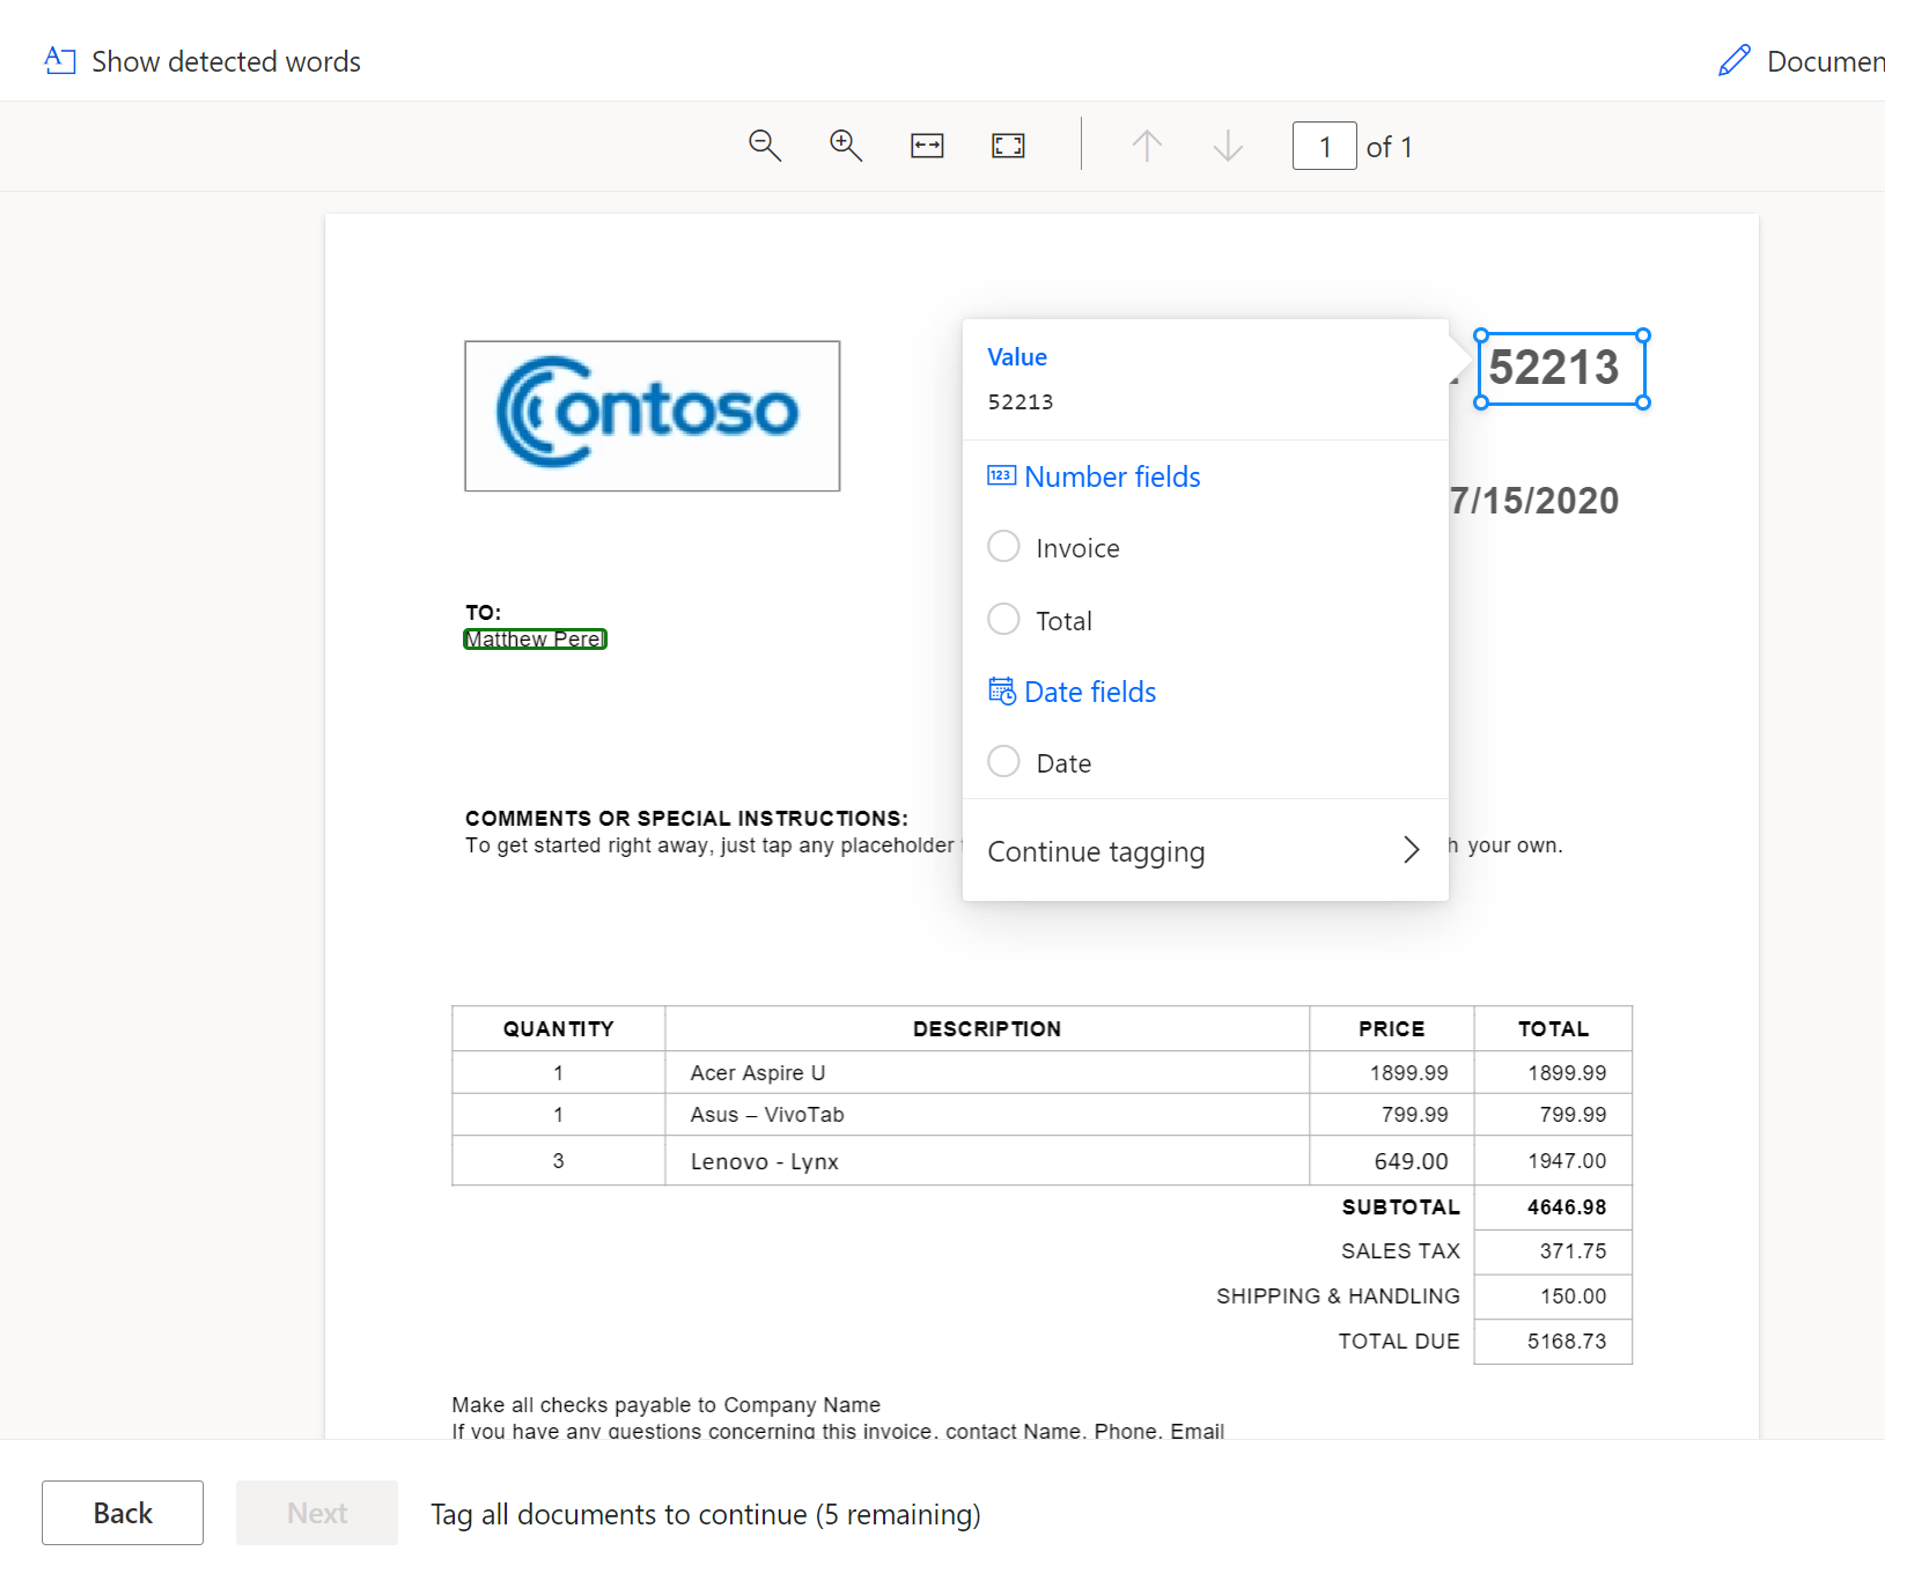 Show detected words
Documen
1 of 1
Contoso
52213
7/15/2020
Value
52213
123 Number fields
Invoice
Total
Date fields
Date
Continue tagging
TO:
Matthew Perel
COMMENTS OR SPECIAL INSTRUCTIONS:
To get started right away, just tap any placeholder
your own.
QUANTITY DESCRIPTION PRICE TOTAL
1 Acer Aspire U 1899.99 1899.99
1 Asus – VivoTab 799.99 799.99
3 Lenovo - Lynx 649.00 1947.00
SUBTOTAL 4646.98
SALES TAX 371.75
SHIPPING & HANDLING 150.00
TOTAL DUE 5168.73
Make all checks payable to Company Name
If you have any questions concerning this invoice, contact Name, Phone, Email
Back
Next
Tag all documents to continue (5 remaining)